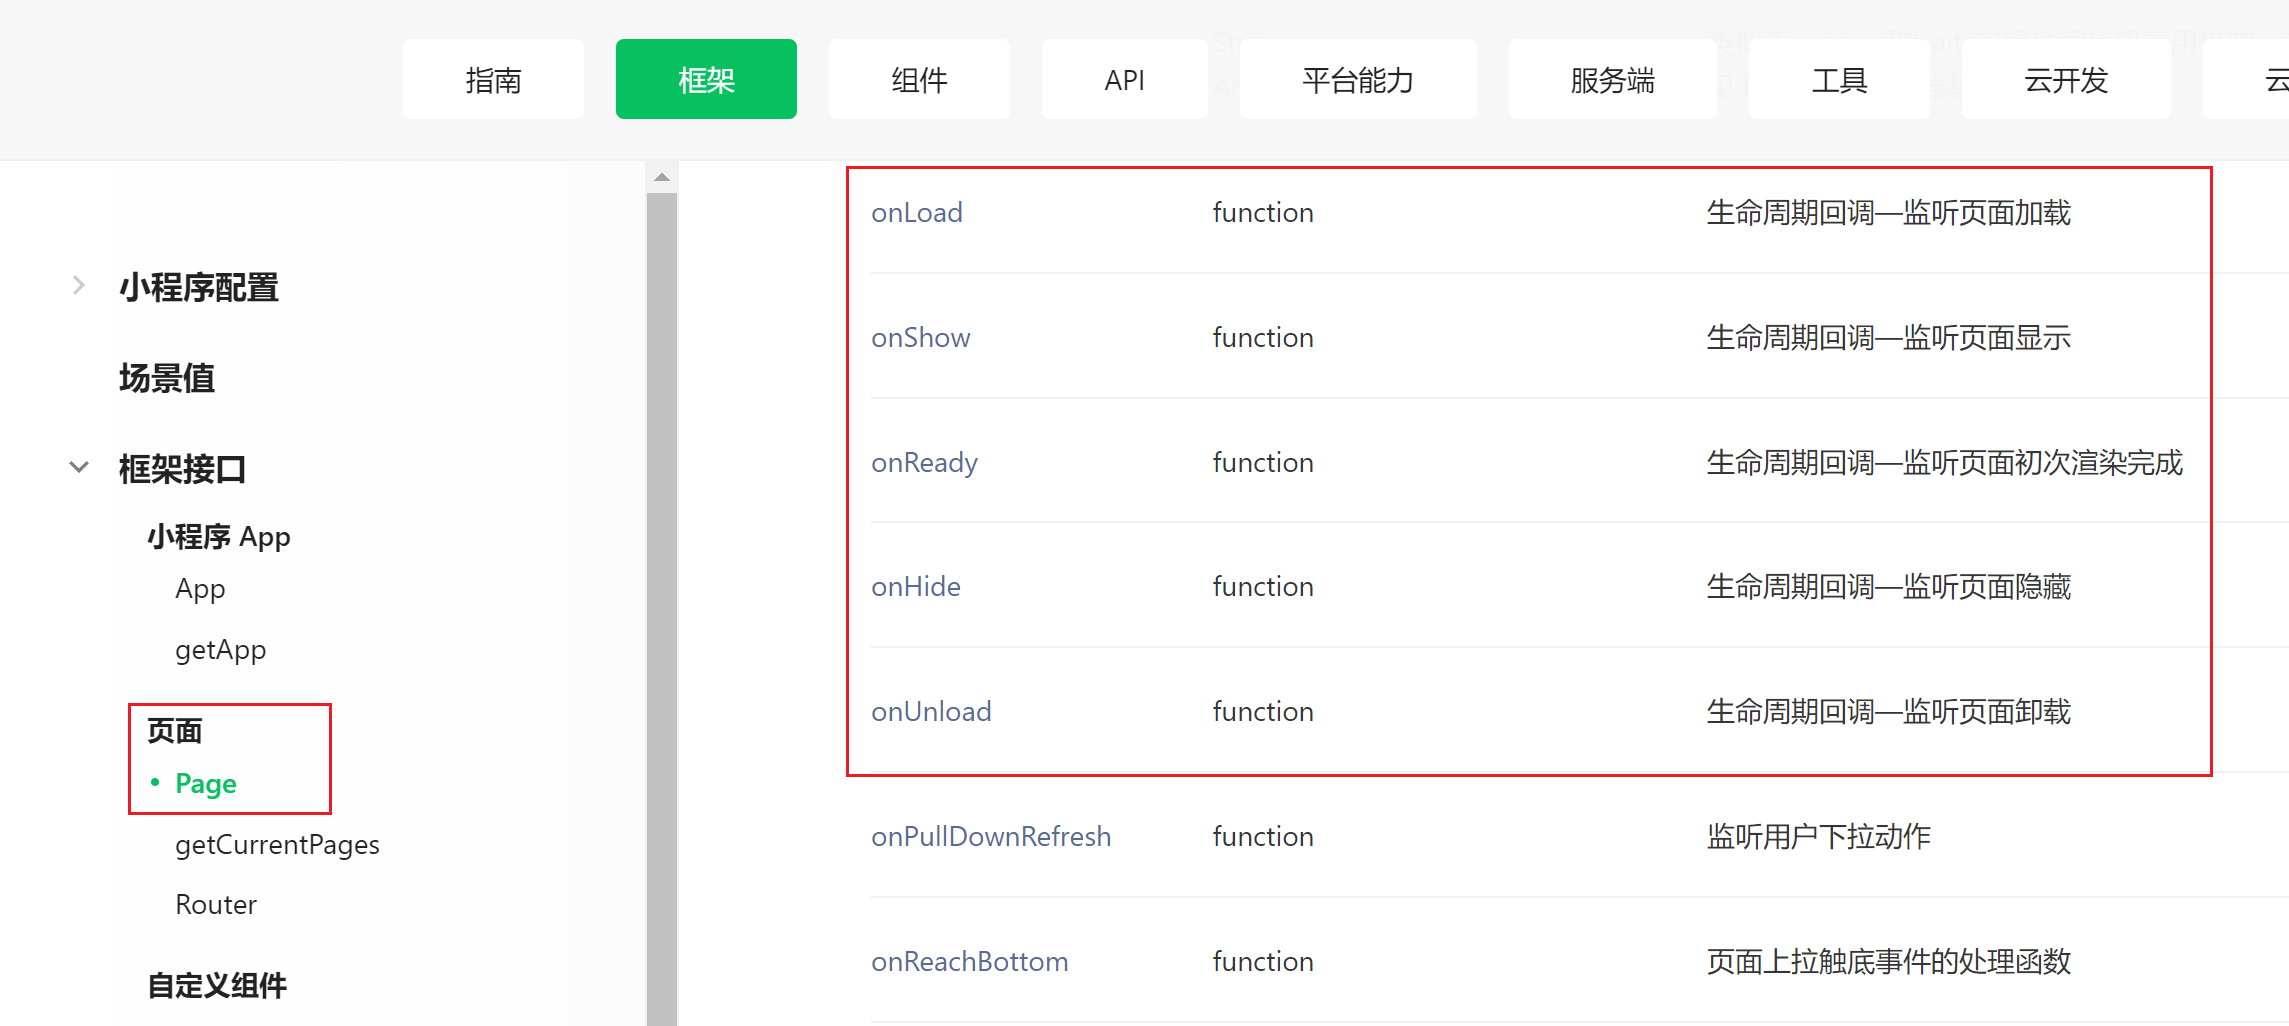 指南 框架 组件 API 平台能力 服务端 工具 云开发 云
小程序配置
场景值
框架接口
小程序 App
App
getApp
页面
• Page
getCurrentPages
Router
自定义组件
onLoad function 生命周期回调—监听页面加载
onShow function 生命周期回调—监听页面显示
onReady function 生命周期回调—监听页面初次渲染完成
onHide function 生命周期回调—监听页面隐藏
onUnload function 生命周期回调—监听页面卸载
onPullDownRefresh function 监听用户下拉动作
onReachBottom function 页面上拉触底事件的处理函数